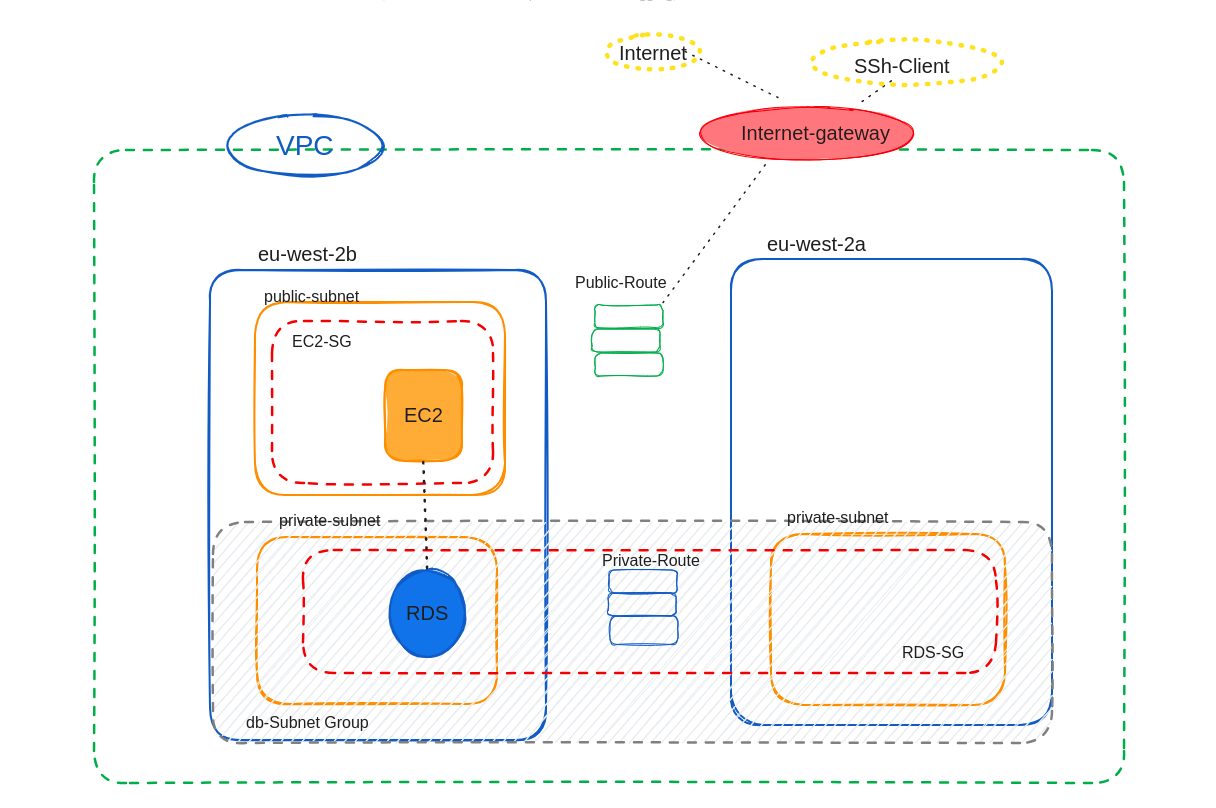 Internet
SSh-Client
Internet-gateway
VPC
eu-west-2b
eu-west-2a
Public-Route
public-subnet
EC2-SG
EC2
private-subnet
private-subnet
Private-Route
RDS
RDS-SG
db-Subnet Group